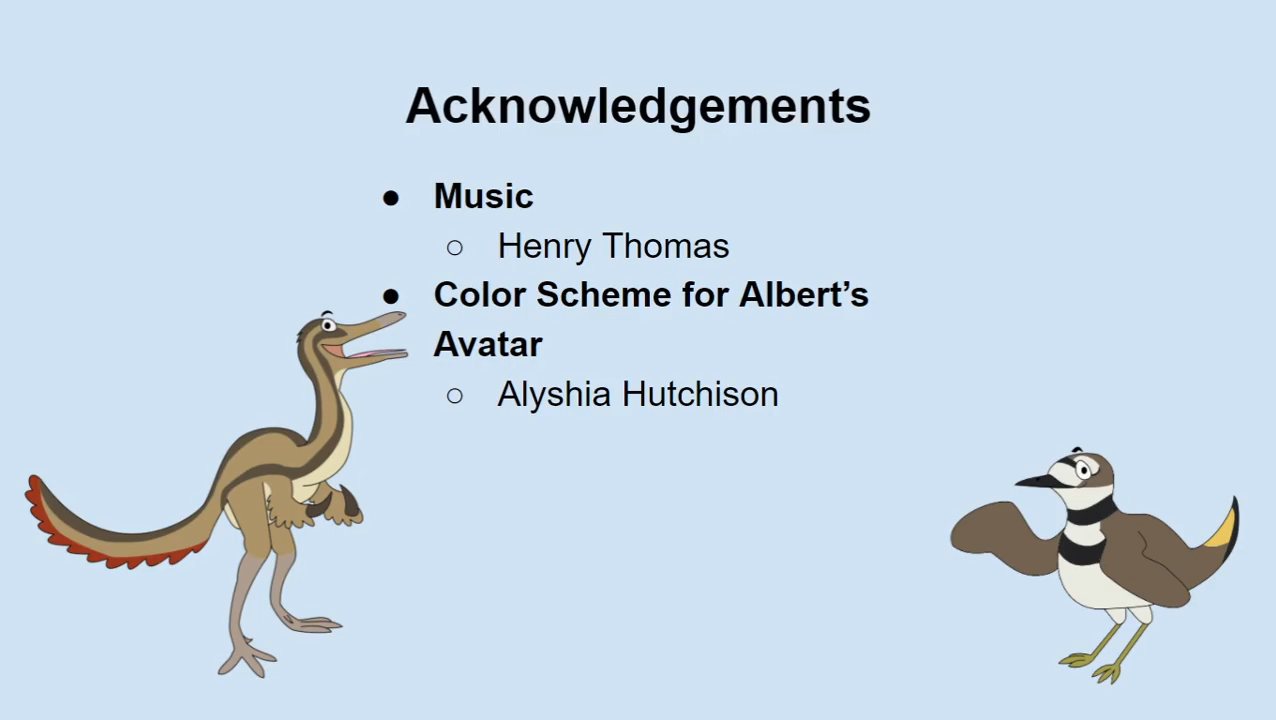 Acknowledgements
● Music
○ Henry Thomas
● Color Scheme for Albert’s
Avatar
○ Alyshia Hutchison